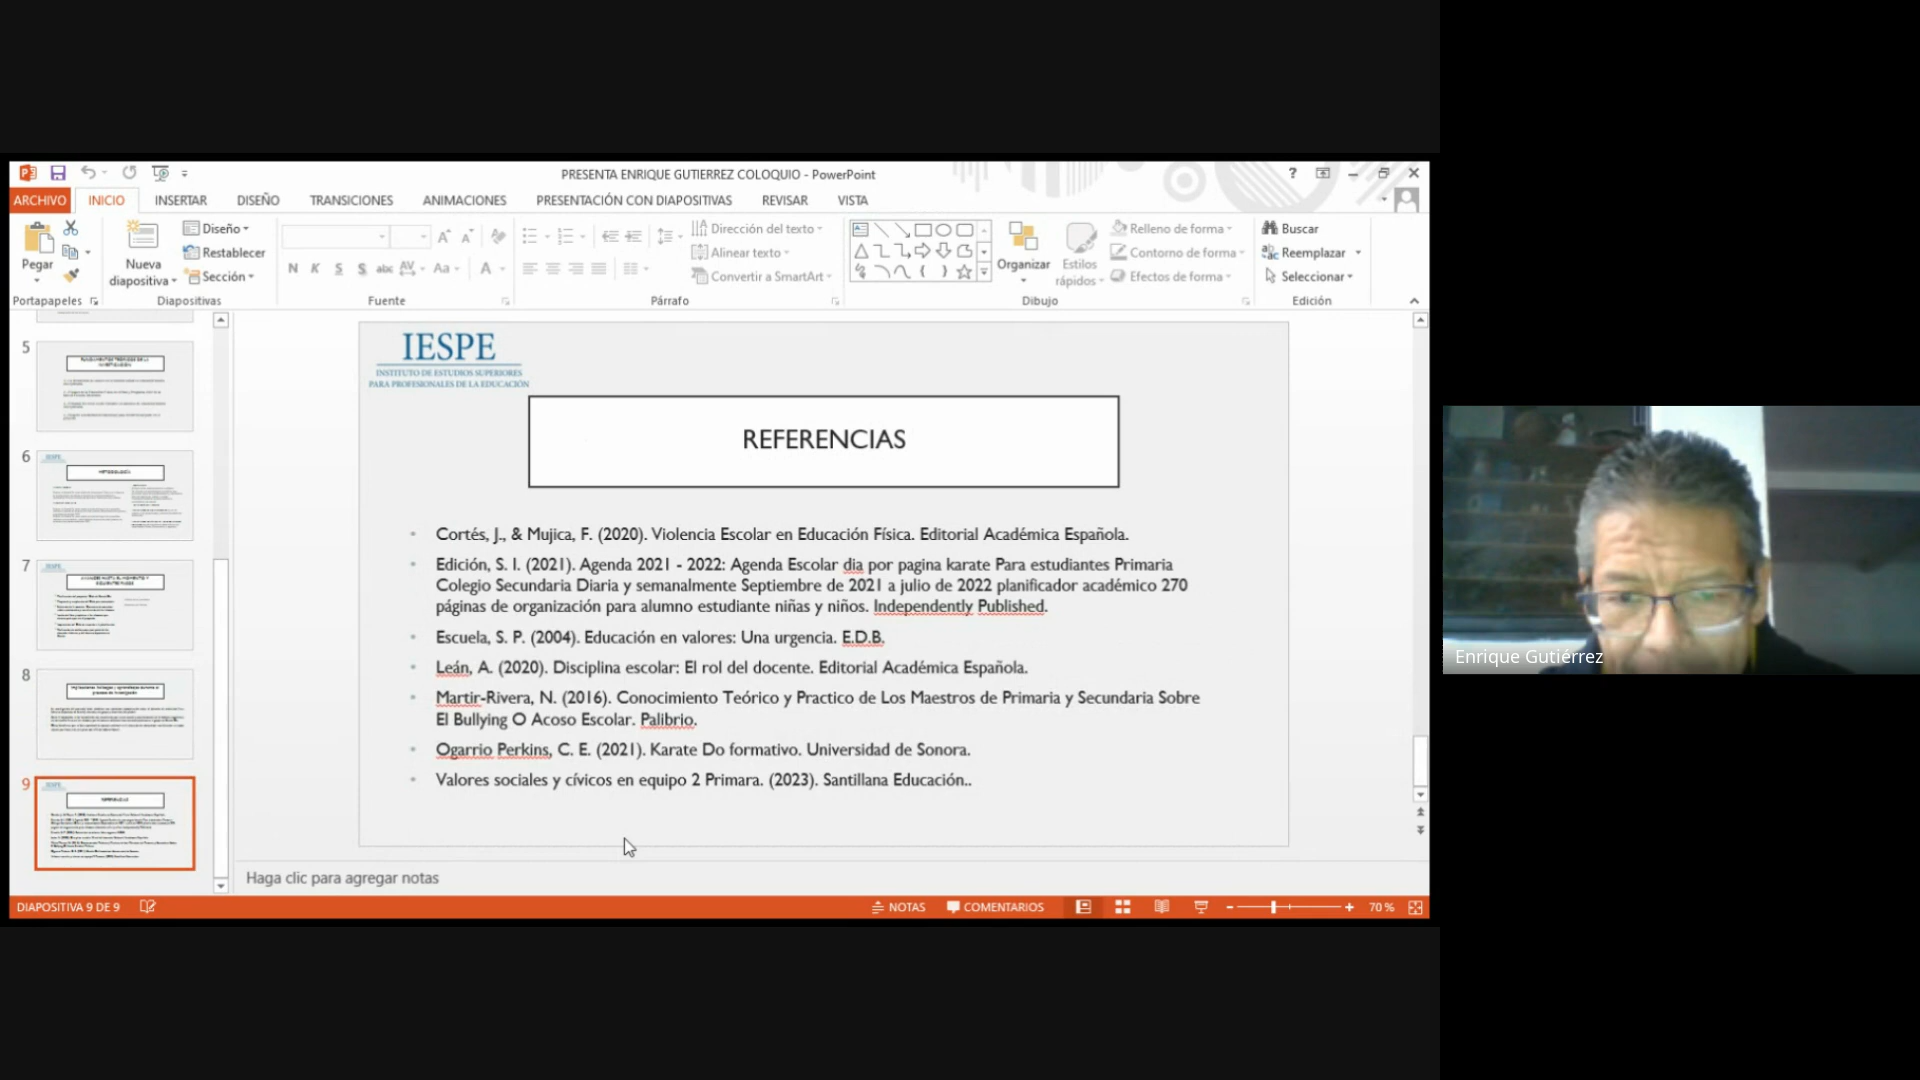 PRESENTA ENRIQUE GUTIERREZ COLOQUIO - PowerPoint
ARCHIVO INICIO INSERTAR DISEÑO TRANSICIONES ANIMACIONES PRESENTACIÓN CON DIAPOSITIVAS REVISAR VISTA
Pegar
Nueva diapositiva
Diseño
Restablecer
Sección
Dirección del texto
Alinear texto
Convertir a SmartArt
Organizar
Estilos rápidos
Relleno de forma
Contorno de forma
Efectos de forma
Buscar
Reemplazar
Seleccionar
Portapapeles Diapositivas Fuente Párrafo Dibujo Edición
5
6
7
8
9
IESPE
INSTITUTO DE ESTUDIOS SUPERIORES
PARA PROFESIONALES DE LA EDUCACIÓN
REFERENCIAS
• Cortés, J., & Mujica, F. (2020). Violencia Escolar en Educación Física. Editorial Académica Española.
• Edición, S. I. (2021). Agenda 2021 - 2022: Agenda Escolar dia por pagina karate Para estudiantes Primaria
Colegio Secundaria Diaria y semanalmente Septiembre de 2021 a julio de 2022 planificador académico 270
páginas de organización para alumno estudiante niñas y niños. Independently Published.
• Escuela, S. P. (2004). Educación en valores: Una urgencia. E.D.B.
• Leán, A. (2020). Disciplina escolar: El rol del docente. Editorial Académica Española.
• Martir-Rivera, N. (2016). Conocimiento Teórico y Practico de Los Maestros de Primaria y Secundaria Sobre
El Bullying O Acoso Escolar. Palibrio.
• Ogarrio Perkins, C. E. (2021). Karate Do formativo. Universidad de Sonora.
• Valores sociales y cívicos en equipo 2 Primara. (2023). Santillana Educación..
Haga clic para agregar notas
DIAPOSITIVA 9 DE 9 NOTAS COMENTARIOS 70 %
Enrique Gutiérrez